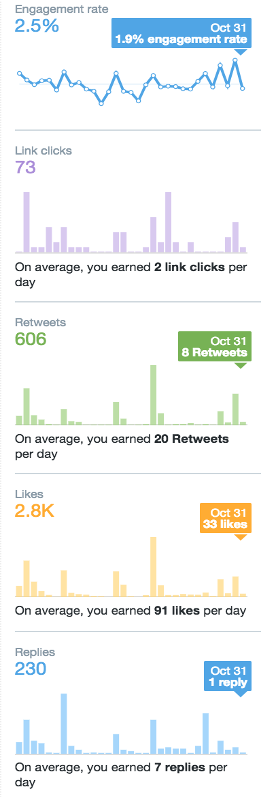 Engagement rate
2.5%
Oct 31
1.9% engagement rate
Link clicks
73
On average, you earned 2 link clicks per
day
Retweets
606
Oct 31
8 Retweets
On average, you earned 20 Retweets
per day
Likes
2.8K
Oct 31
33 likes
On average, you earned 91 likes per day
Replies
230
Oct 31
1 reply
On average, you earned 7 replies per
day